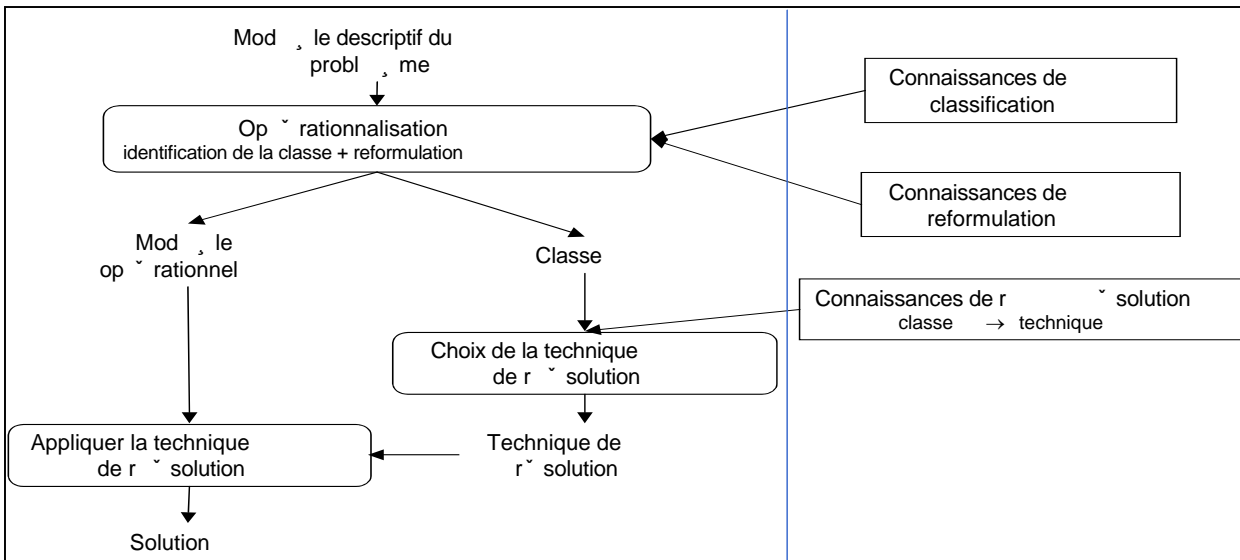 Mod ¸ le descriptif du
probl ¸ me
Op ˇ rationnalisation
identification de la classe + reformulation
Mod ¸ le
op ˇ rationnel
Classe
Choix de la technique
de r ˇ solution
Appliquer la technique
de r ˇ solution
Technique de
r ˇ solution
Solution
Connaissances de
classification
Connaissances de
reformulation
Connaissances de r ˇ solution
classe → technique